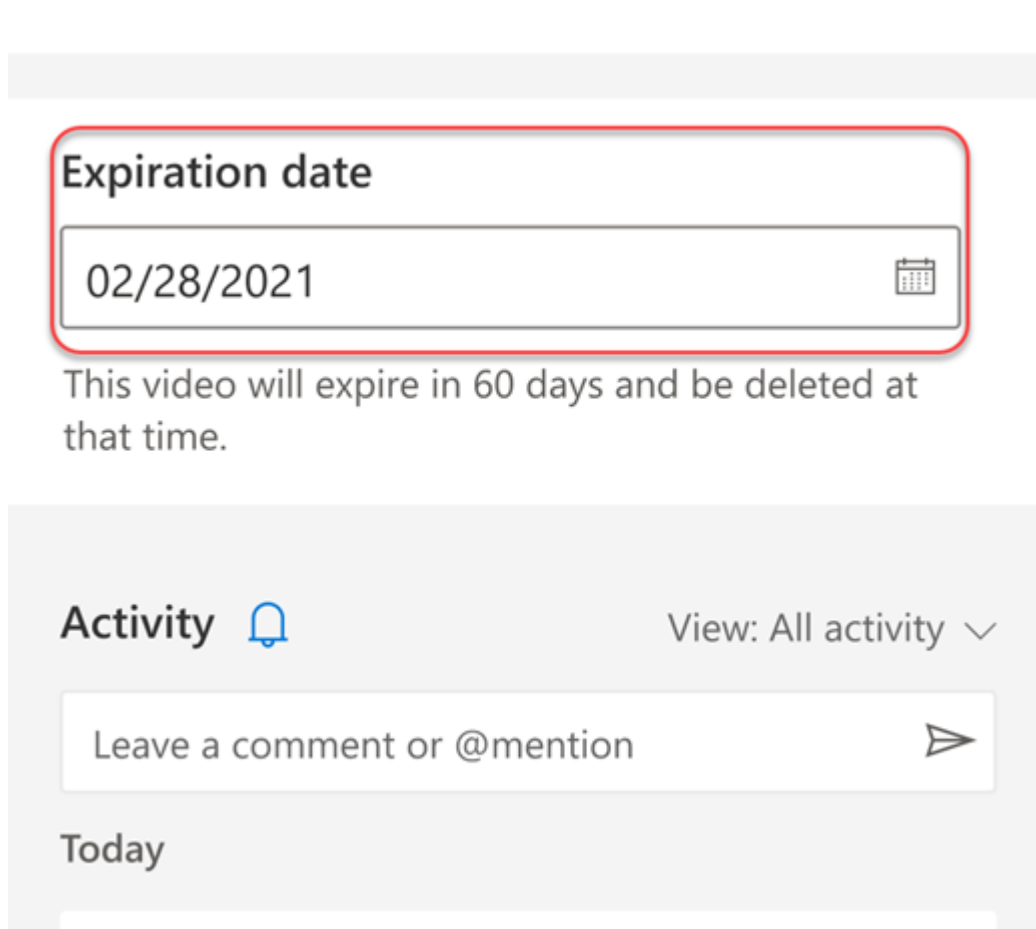 Expiration date
02/28/2021
This video will expire in 60 days and be deleted at
that time.
Activity
View: All activity
Leave a comment or @mention
Today